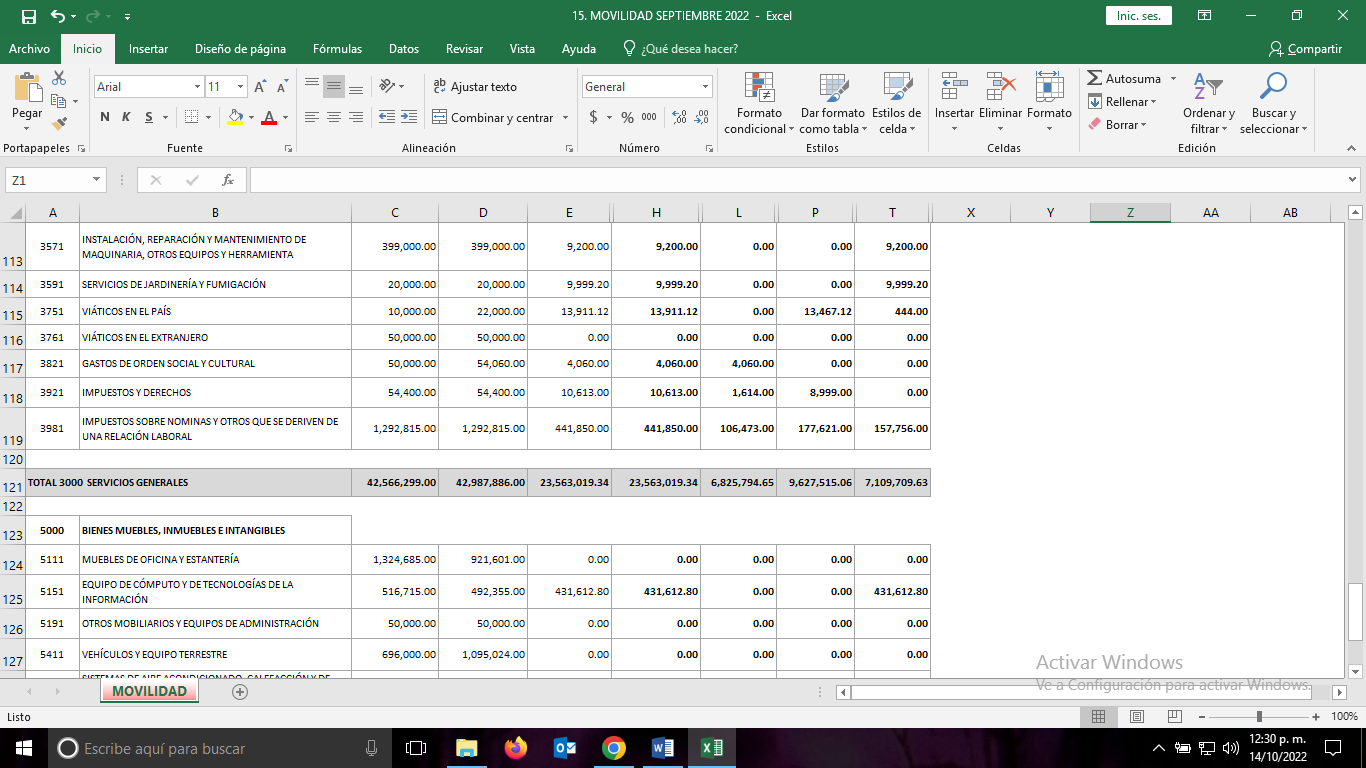 15. MOVILIDAD SEPTIEMBRE 2022 - Excel
Inic. ses.
Archivo Inicio Insertar Diseño de página Fórmulas Datos Revisar Vista Ayuda ¿Qué desea hacer? Compartir
Pegar
Portapapeles
Arial 11
N K S
Fuente
Ajustar texto
Combinar y centrar
Alineación
General
$ % 000
Número
Formato condicional
Dar formato como tabla
Estilos de celda
Estilos
Insertar Eliminar Formato
Celdas
Autosuma
Rellenar
Borrar
Ordenar y filtrar
Buscar y seleccionar
Edición
Z1 fx
A B C D E H L P T X Y Z AA AB
113 3571 INSTALACIÓN, REPARACIÓN Y MANTENIMIENTO DE MAQUINARIA, OTROS EQUIPOS Y HERRAMIENTA 399,000.00 399,000.00 9,200.00 9,200.00 0.00 0.00 9,200.00
114 3591 SERVICIOS DE JARDINERÍA Y FUMIGACIÓN 20,000.00 20,000.00 9,999.20 9,999.20 0.00 0.00 9,999.20
115 3751 VIÁTICOS EN EL PAÍS 10,000.00 22,000.00 13,911.12 13,911.12 0.00 13,467.12 444.00
116 3761 VIÁTICOS EN EL EXTRANJERO 50,000.00 50,000.00 0.00 0.00 0.00 0.00 0.00
117 3821 GASTOS DE ORDEN SOCIAL Y CULTURAL 50,000.00 54,060.00 4,060.00 4,060.00 4,060.00 0.00 0.00
118 3921 IMPUESTOS Y DERECHOS 54,400.00 54,400.00 10,613.00 10,613.00 1,614.00 8,999.00 0.00
119 3981 IMPUESTOS SOBRE NOMINAS Y OTROS QUE SE DERIVEN DE UNA RELACIÓN LABORAL 1,292,815.00 1,292,815.00 441,850.00 441,850.00 106,473.00 177,621.00 157,756.00
120
121 TOTAL 3000 SERVICIOS GENERALES 42,566,299.00 42,987,886.00 23,563,019.34 23,563,019.34 6,825,794.65 9,627,515.06 7,109,709.63
122
123 5000 BIENES MUEBLES, INMUEBLES E INTANGIBLES
124 5111 MUEBLES DE OFICINA Y ESTANTERÍA 1,324,685.00 921,601.00 0.00 0.00 0.00 0.00 0.00
125 5151 EQUIPO DE CÓMPUTO Y DE TECNOLOGÍAS DE LA INFORMACIÓN 516,715.00 492,355.00 431,612.80 431,612.80 0.00 0.00 431,612.80
126 5191 OTROS MOBILIARIOS Y EQUIPOS DE ADMINISTRACIÓN 50,000.00 50,000.00 0.00 0.00 0.00 0.00 0.00
127 5411 VEHÍCULOS Y EQUIPO TERRESTRE 696,000.00 1,095,024.00 0.00 0.00 0.00 0.00 0.00
Activar Windows
Ve a Configuración para activar Windows.
MOVILIDAD
Listo 100%
Escribe aquí para buscar
12:30 p. m.
14/10/2022